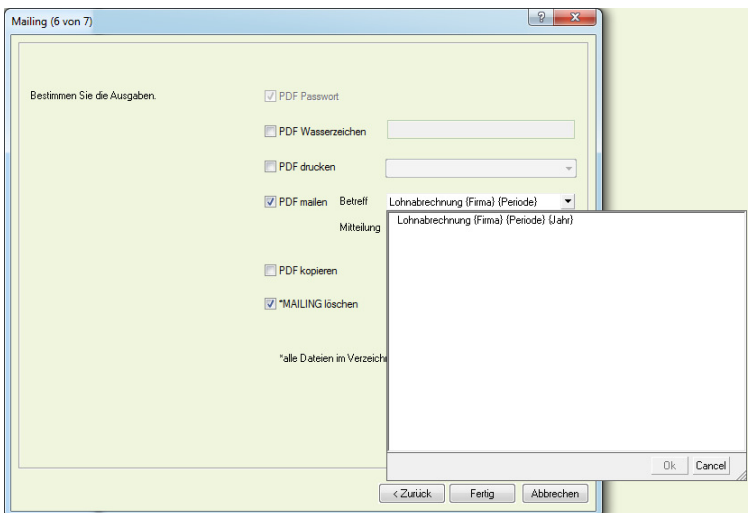 Mailing (6 von 7)
?
Bestimmen Sie die Ausgaben.
PDF Passwort
PDF Wasserzeichen
PDF drucken
PDF mailen Betreff Lohnabrechnung {Firma} {Periode}
Lohnabrechnung {Firma} {Periode} {Jahr}
Mitteilung
PDF kopieren
*MAILING löschen
*alle Dateien im
Ok Cancel
< Zurück Fertig Abbrechen